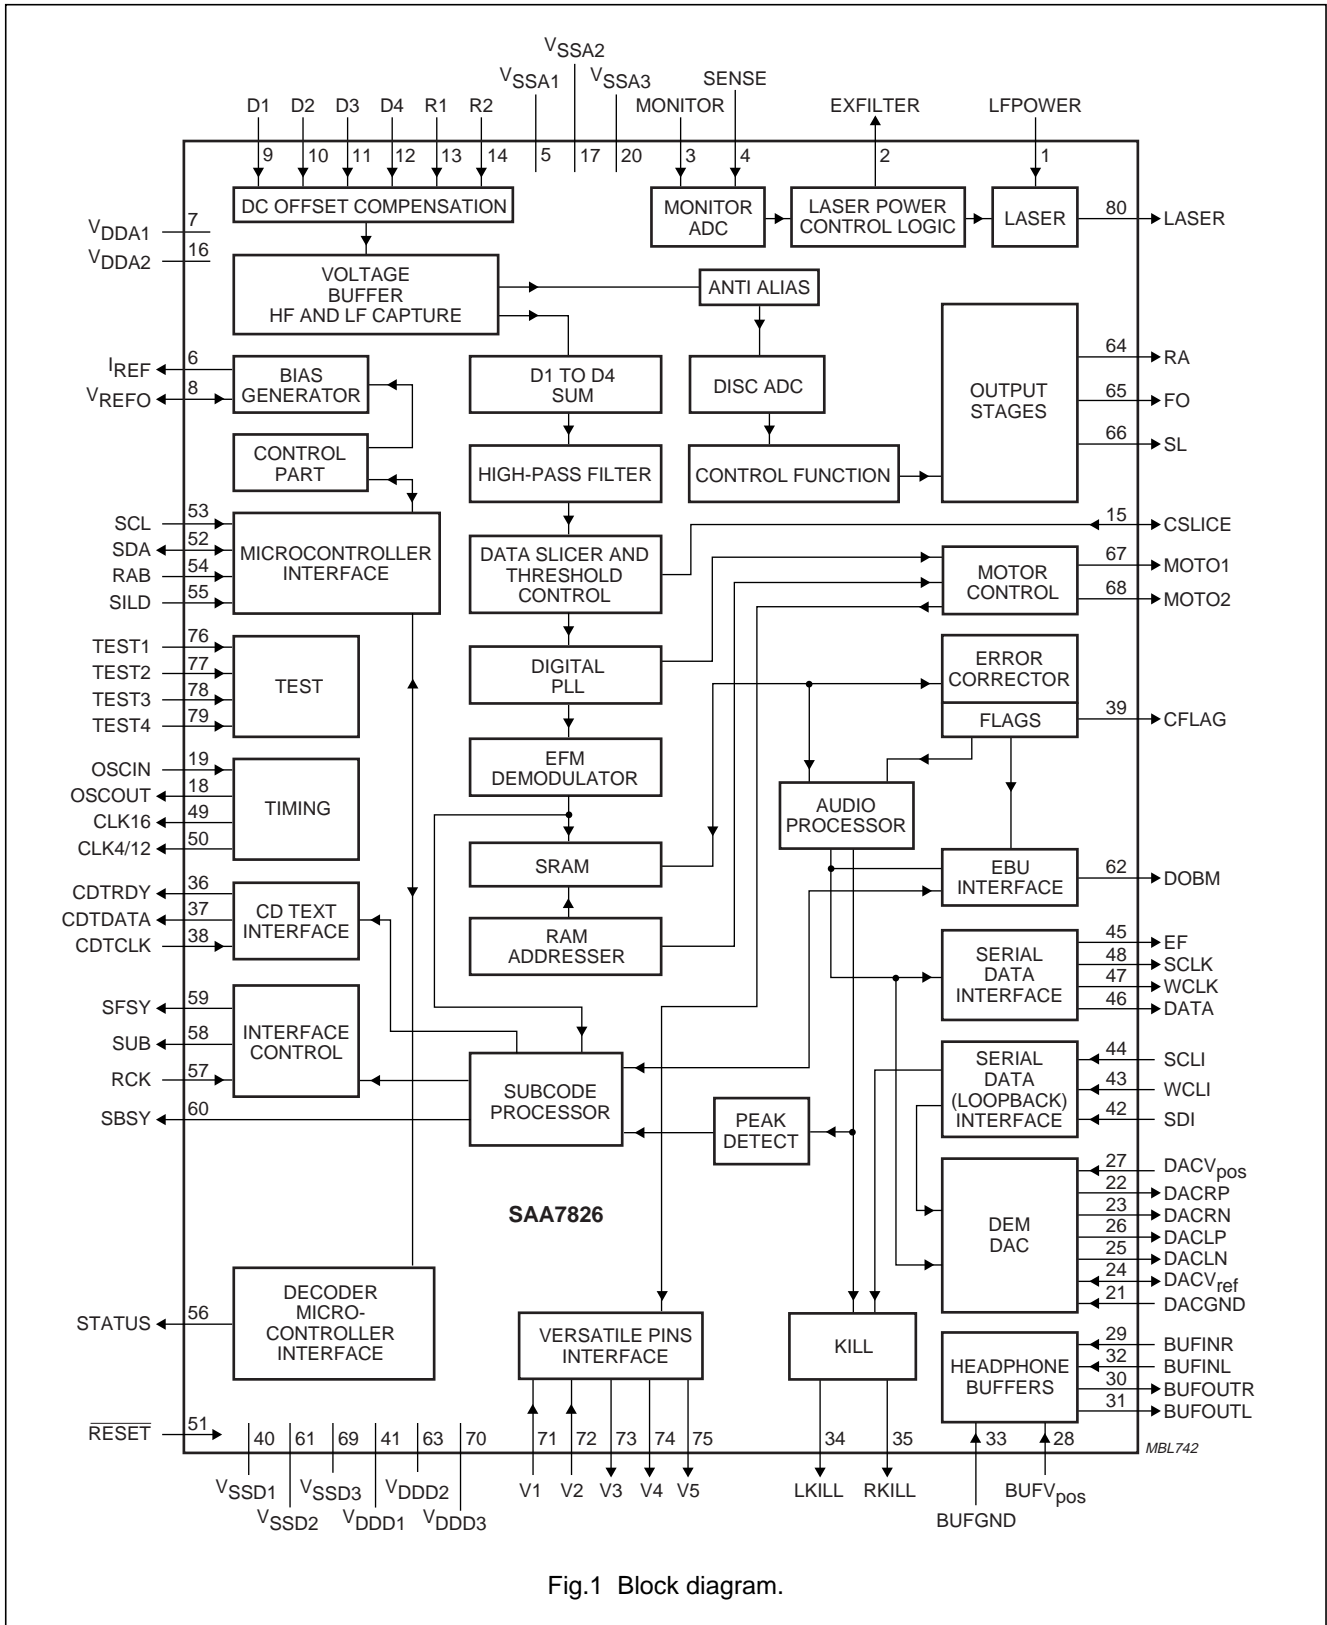 VSSA2
VSSA1
VSSA3
SENSE
D1 D2 D3 D4 R1 R2
MONITOR
EXFILTER
LFPOWER
9 10 11 12 13 14 5 17 20 3 4 2 1
DC OFFSET COMPENSATION
MONITOR
ADC
LASER POWER
CONTROL LOGIC
LASER
80
LASER
7
VDDA1
16
VDDA2
VOLTAGE
BUFFER
HF AND LF CAPTURE
ANTI ALIAS
IREF
6
VREFO
8
BIAS
GENERATOR
D1 TO D4
SUM
DISC ADC
OUTPUT
STAGES
64
RA
65
FO
66
SL
CONTROL
PART
HIGH-PASS FILTER
CONTROL FUNCTION
SCL
53
SDA
52
RAB
54
SILD
55
MICROCONTROLLER
INTERFACE
DATA SLICER AND
THRESHOLD
CONTROL
15
CSLICE
MOTOR
CONTROL
67
MOTO1
68
MOTO2
TEST1
76
TEST2
77
TEST3
78
TEST4
79
TEST
DIGITAL
PLL
ERROR
CORRECTOR
FLAGS
39
CFLAG
OSCIN
19
OSCOUT
18
CLK16
49
CLK4/12
50
TIMING
EFM
DEMODULATOR
AUDIO
PROCESSOR
SRAM
EBU
INTERFACE
62
DOBM
CDTRDY
36
CDTDATA
37
CDTCLK
38
CD TEXT
INTERFACE
RAM
ADDRESSER
SERIAL
DATA
INTERFACE
45
EF
48
SCLK
47
WCLK
46
DATA
SFSY
59
SUB
58
RCK
57
SBSY
60
INTERFACE
CONTROL
SUBCODE
PROCESSOR
PEAK
DETECT
SERIAL
DATA
(LOOPBACK)
INTERFACE
44
SCLI
43
WCLI
42
SDI
SAA7826
DEM
DAC
27
DACVpos
22
DACRP
23
DACRN
26
DACLP
25
DACLN
24
DACVref
21
DACGND
STATUS
56
DECODER
MICRO-
CONTROLLER
INTERFACE
VERSATILE PINS
INTERFACE
KILL
HEADPHONE
BUFFERS
29
BUFINR
32
BUFINL
30
BUFOUTR
31
BUFOUTL
RESET
51
40 61 69 41 63 70 71 72 73 74 75 34 35 33 28
MBL742
VSSD1
VSSD2
VSSD3
VDDD1
VDDD2
VDDD3
V1 V2 V3 V4 V5
LKILL RKILL
BUFGND
BUFVpos
Fig.1 Block diagram.